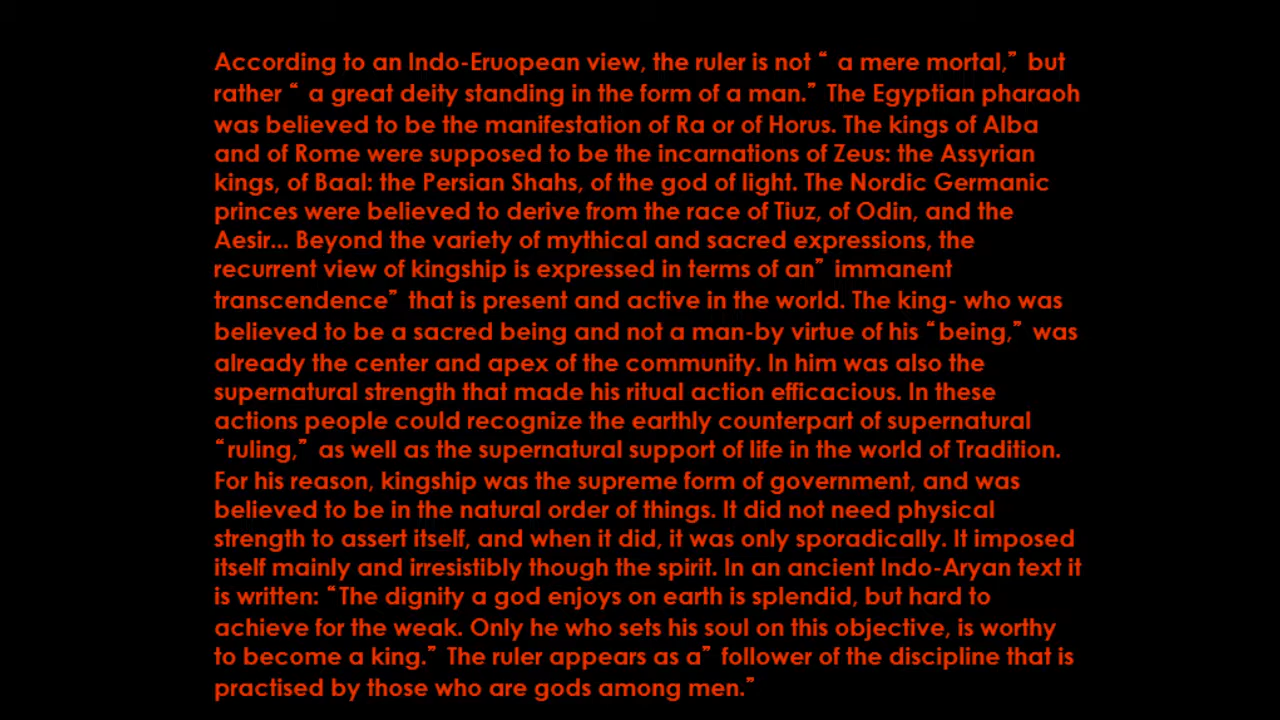 According to an Indo-Eruopean view, the ruler is not “ a mere mortal,” but
rather “ a great deity standing in the form of a man.” The Egyptian pharaoh
was believed to be the manifestation of Ra or of Horus. The kings of Alba
and of Rome were supposed to be the incarnations of Zeus: the Assyrian
kings, of Baal: the Persian Shahs, of the god of light. The Nordic Germanic
princes were believed to derive from the race of Tiuz, of Odin, and the
Aesir... Beyond the variety of mythical and sacred expressions, the
recurrent view of kingship is expressed in terms of an” immanent
transcendence” that is present and active in the world. The king- who was
believed to be a sacred being and not a man-by virtue of his “being,” was
already the center and apex of the community. In him was also the
supernatural strength that made his ritual action efficacious. In these
actions people could recognize the earthly counterpart of supernatural
“ruling,” as well as the supernatural support of life in the world of Tradition.
For his reason, kingship was the supreme form of government, and was
believed to be in the natural order of things. It did not need physical
strength to assert itself, and when it did, it was only sporadically. It imposed
itself mainly and irresistibly though the spirit. In an ancient Indo-Aryan text it
is written: “The dignity a god enjoys on earth is splendid, but hard to
achieve for the weak. Only he who sets his soul on this objective, is worthy
to become a king.” The ruler appears as a” follower of the discipline that is
practised by those who are gods among men.”